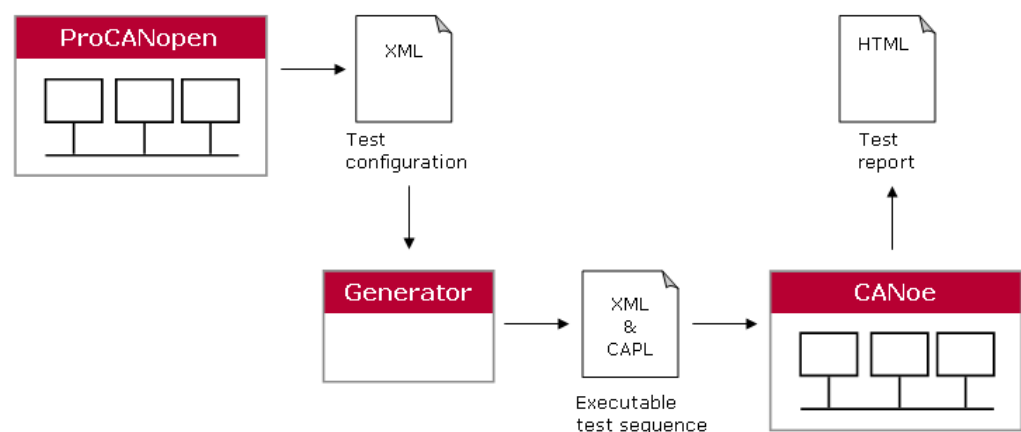 ProCANopen
XML
Test
configuration
HTML
Test
report
Generator
XML
&
CAPL
Executable
test sequence
CANoe